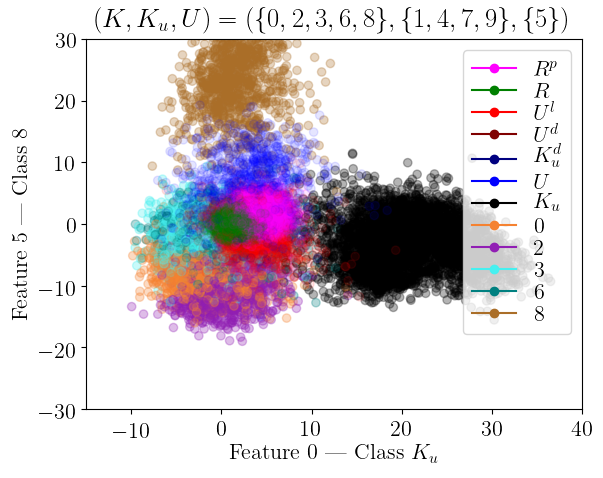 (K, K_u, U) = ({0, 2, 3, 6, 8}, {1, 4, 7, 9}, {5})
30
20
10
0
−10
−20
−30
Feature 5 — Class 8
R^p
R
U^l
U^d
K_u^d
U
K_u
0
2
3
6
8
−10
0
10
20
30
40
Feature 0 — Class K_u